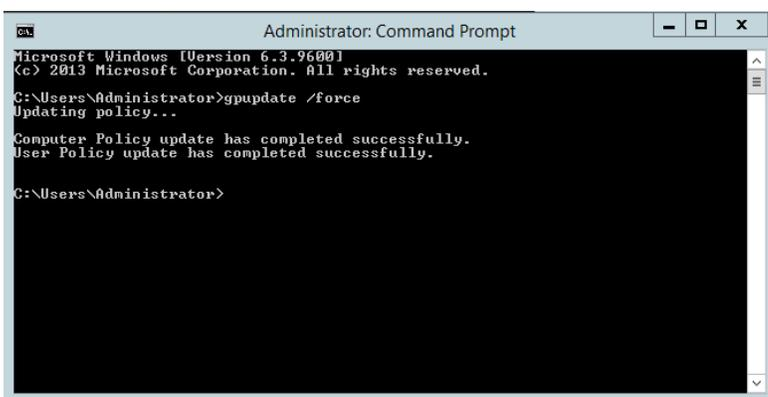 Administrator: Command Prompt
Microsoft Windows [Version 6.3.9600]
(c) 2013 Microsoft Corporation. All rights reserved.
C:\Users\Administrator>gpupdate /force
Updating policy...
Computer Policy update has completed successfully.
User Policy update has completed successfully.
C:\Users\Administrator>